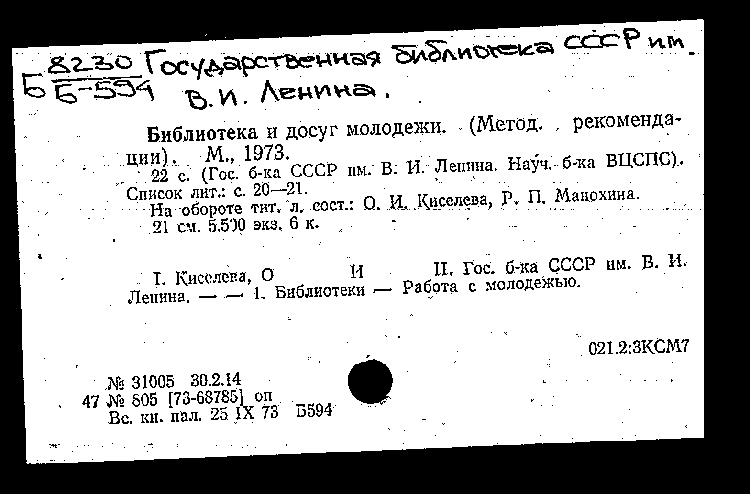 Б 8230 Государственная библиотека СССР им.
Б-594 В. И. Ленина.
Библиотека и досуг молодежи. (Метод. рекоменда-
ции). М., 1973.
22 с. (Гос. б-ка СССР им. В. И. Ленина. Науч. б-ка ВЦСПС).
Список лит.: с. 20—21.
На обороте тит. л. сост.: О. И. Киселева, Р. П. Манохина.
21 см. 5.500 экз. 6 к.
I. Киселева, О И II. Гос. б-ка СССР им. В. И.
Ленина. — — 1. Библиотеки — Работа с молодежью.
021.2:3КСМ7
№ 31005 30.2.14
47 № 805 [73-68785] оп
Вс. кн. пал. 25 IX 73 Б594